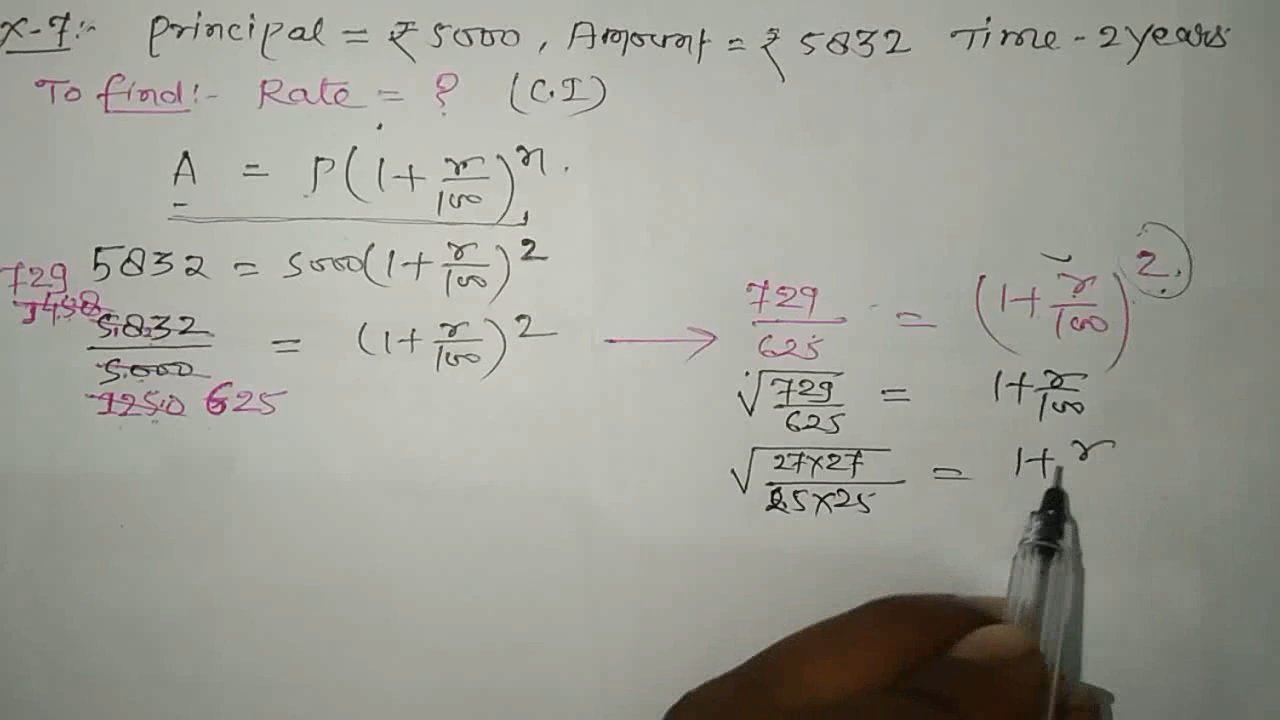 x-7:- Principal = ₹ 5000, Amount = ₹ 5832 Time - 2 years
To find:- Rate = ? (C.I)
A = P(1 + r/100)^n.
5832 = 5000(1 + r/100)^2
729
1458
5832/5000 = (1 + r/100)^2
1250 625
729/625 = (1 + r/100)^2.
√729/625 = 1 + r/100
√27×27/25×25 = 1 + r